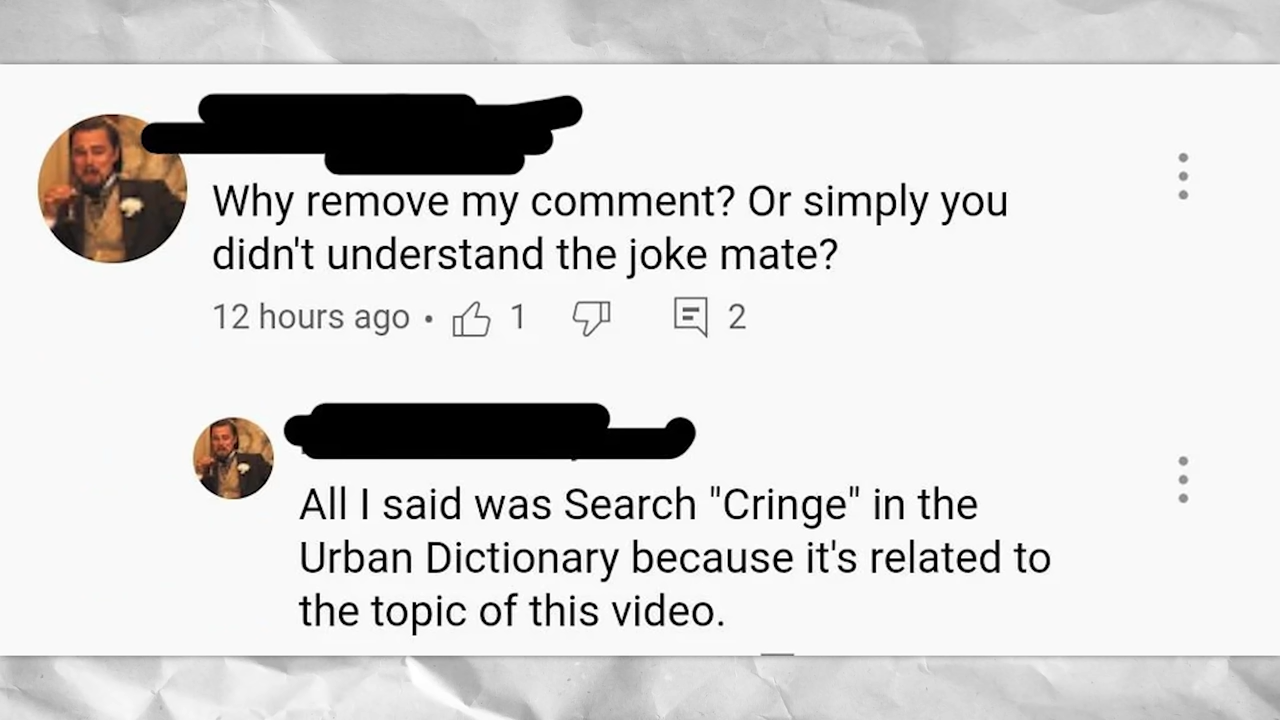 Why remove my comment? Or simply you
didn't understand the joke mate?
12 hours ago • 1 2
All I said was Search "Cringe" in the
Urban Dictionary because it's related to
the topic of this video.